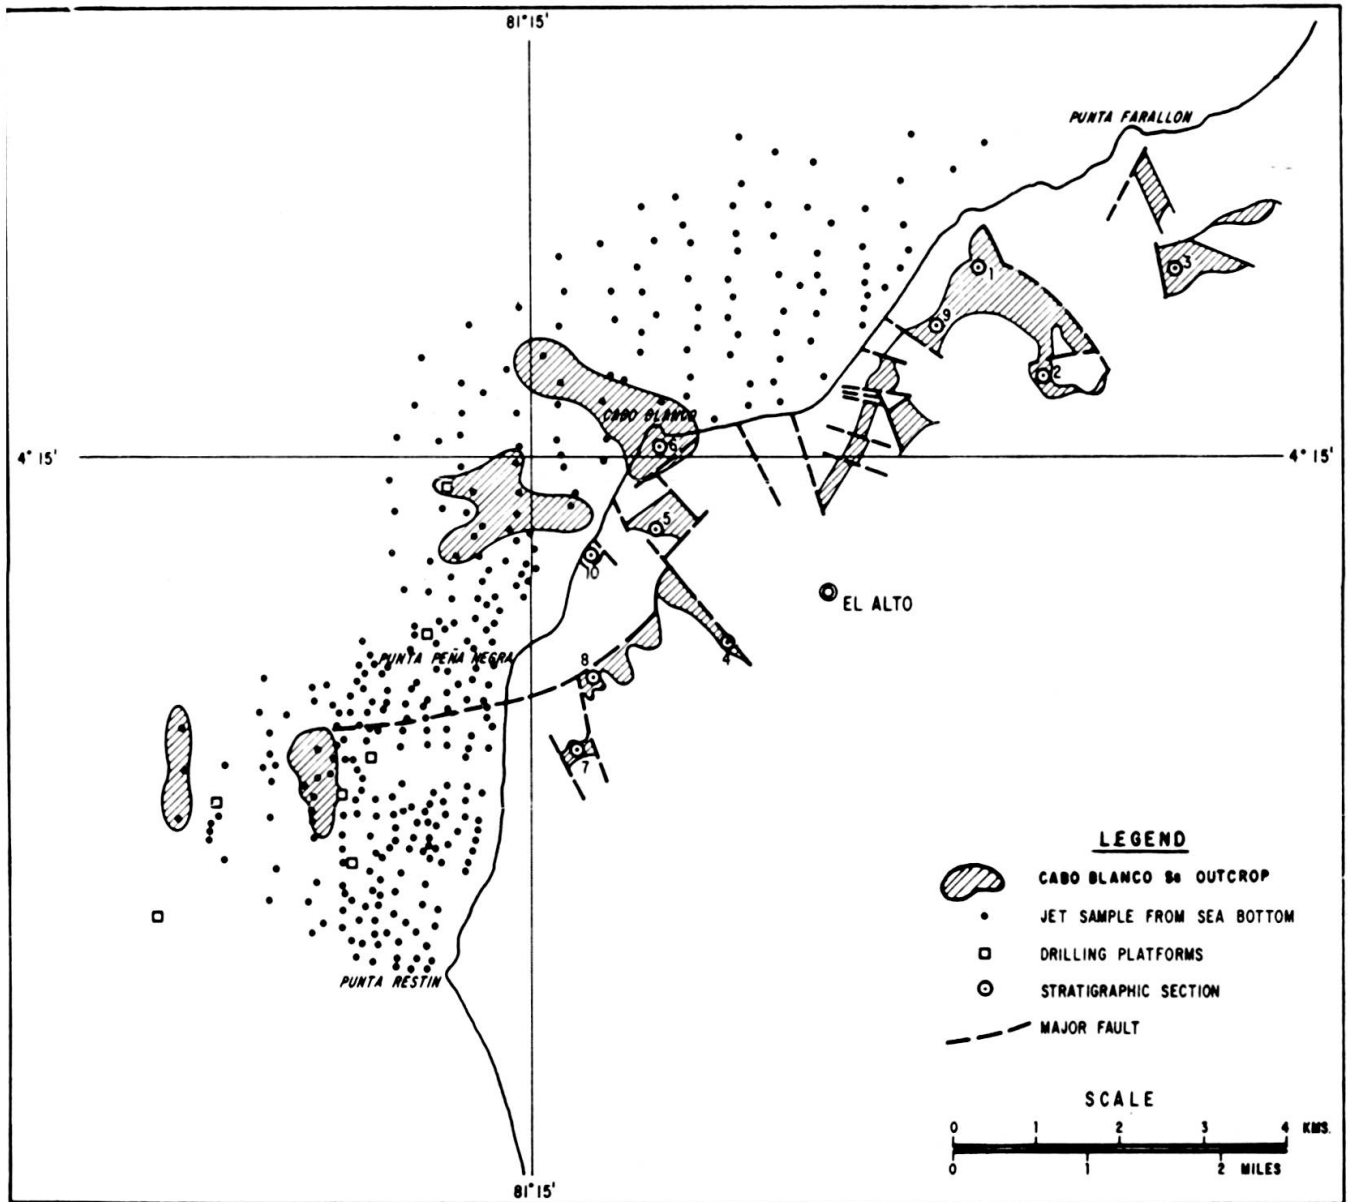 81°15'
PUNTA FARALLON
3
1
9
2
CABO BLANCO
6
4° 15'
4° 15'
5
10
EL ALTO
PUNTA PEÑA NEGRA
8
4
7
PUNTA RESTIN
LEGEND
CABO BLANCO Ss OUTCROP
JET SAMPLE FROM SEA BOTTOM
DRILLING PLATFORMS
STRATIGRAPHIC SECTION
MAJOR FAULT
SCALE
0 1 2 3 4 KMS.
0 1 2 MILES
81°15'